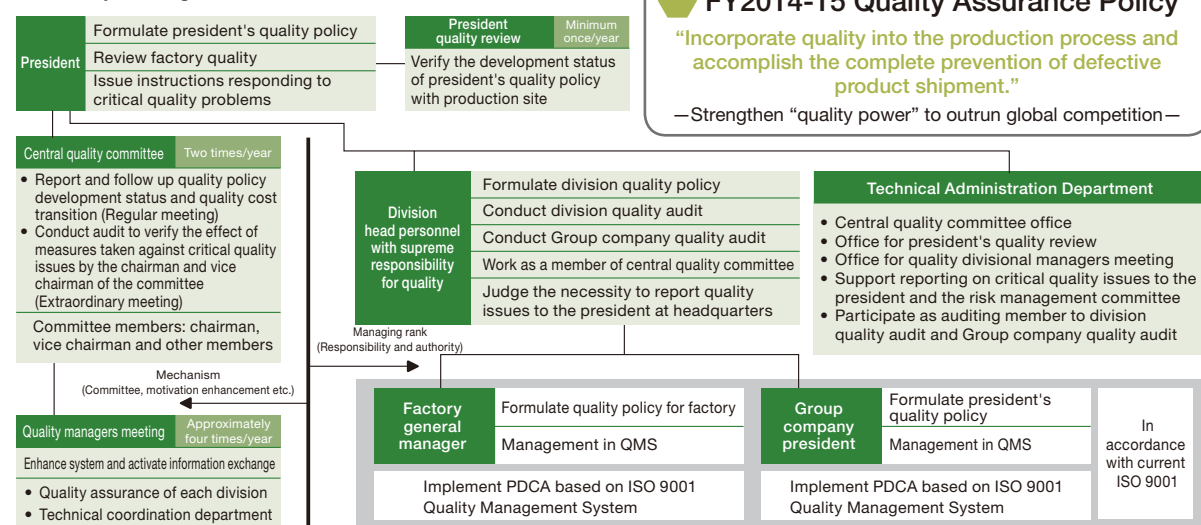 FY2014-15 Quality Assurance Policy
“Incorporate quality into the production process and
accomplish the complete prevention of defective
product shipment.”
—Strengthen “quality power” to outrun global competition—
President
Formulate president's quality policy
Review factory quality
Issue instructions responding to
critical quality problems
President
quality review
Minimum
once/year
Verify the development status
of president's quality policy
with production site
Central quality committee
Two times/year
• Report and follow up quality policy
development status and quality cost
transition (Regular meeting)
• Conduct audit to verify the effect of
measures taken against critical quality
issues by the chairman and vice
chairman of the committee
(Extraordinary meeting)
Committee members: chairman,
vice chairman and other members
Mechanism
(Committee, motivation enhancement etc.)
Quality managers meeting
Approximately
four times/year
Enhance system and activate information exchange
• Quality assurance of each division
• Technical coordination department
Managing rank
(Responsibility and authority)
Division
head personnel
with supreme
responsibility
for quality
Formulate division quality policy
Conduct division quality audit
Conduct Group company quality audit
Work as a member of central quality committee
Judge the necessity to report quality
issues to the president at headquarters
Technical Administration Department
• Central quality committee office
• Office for president's quality review
• Office for quality divisional managers meeting
• Support reporting on critical quality issues to the
president and the risk management committee
• Participate as auditing member to division
quality audit and Group company quality audit
Factory
general
manager
Formulate quality policy for factory
Management in QMS
Implement PDCA based on ISO 9001
Quality Management System
Group
company
president
Formulate president's
quality policy
Management in QMS
Implement PDCA based on ISO 9001
Quality Management System
In
accordance
with current
ISO 9001